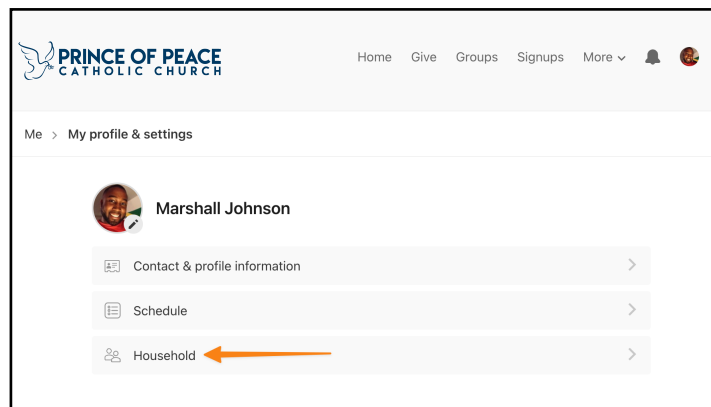 PRINCE OF PEACE
CATHOLIC CHURCH
Home Give Groups Signups More
Me > My profile & settings
Marshall Johnson
Contact & profile information
Schedule
Household